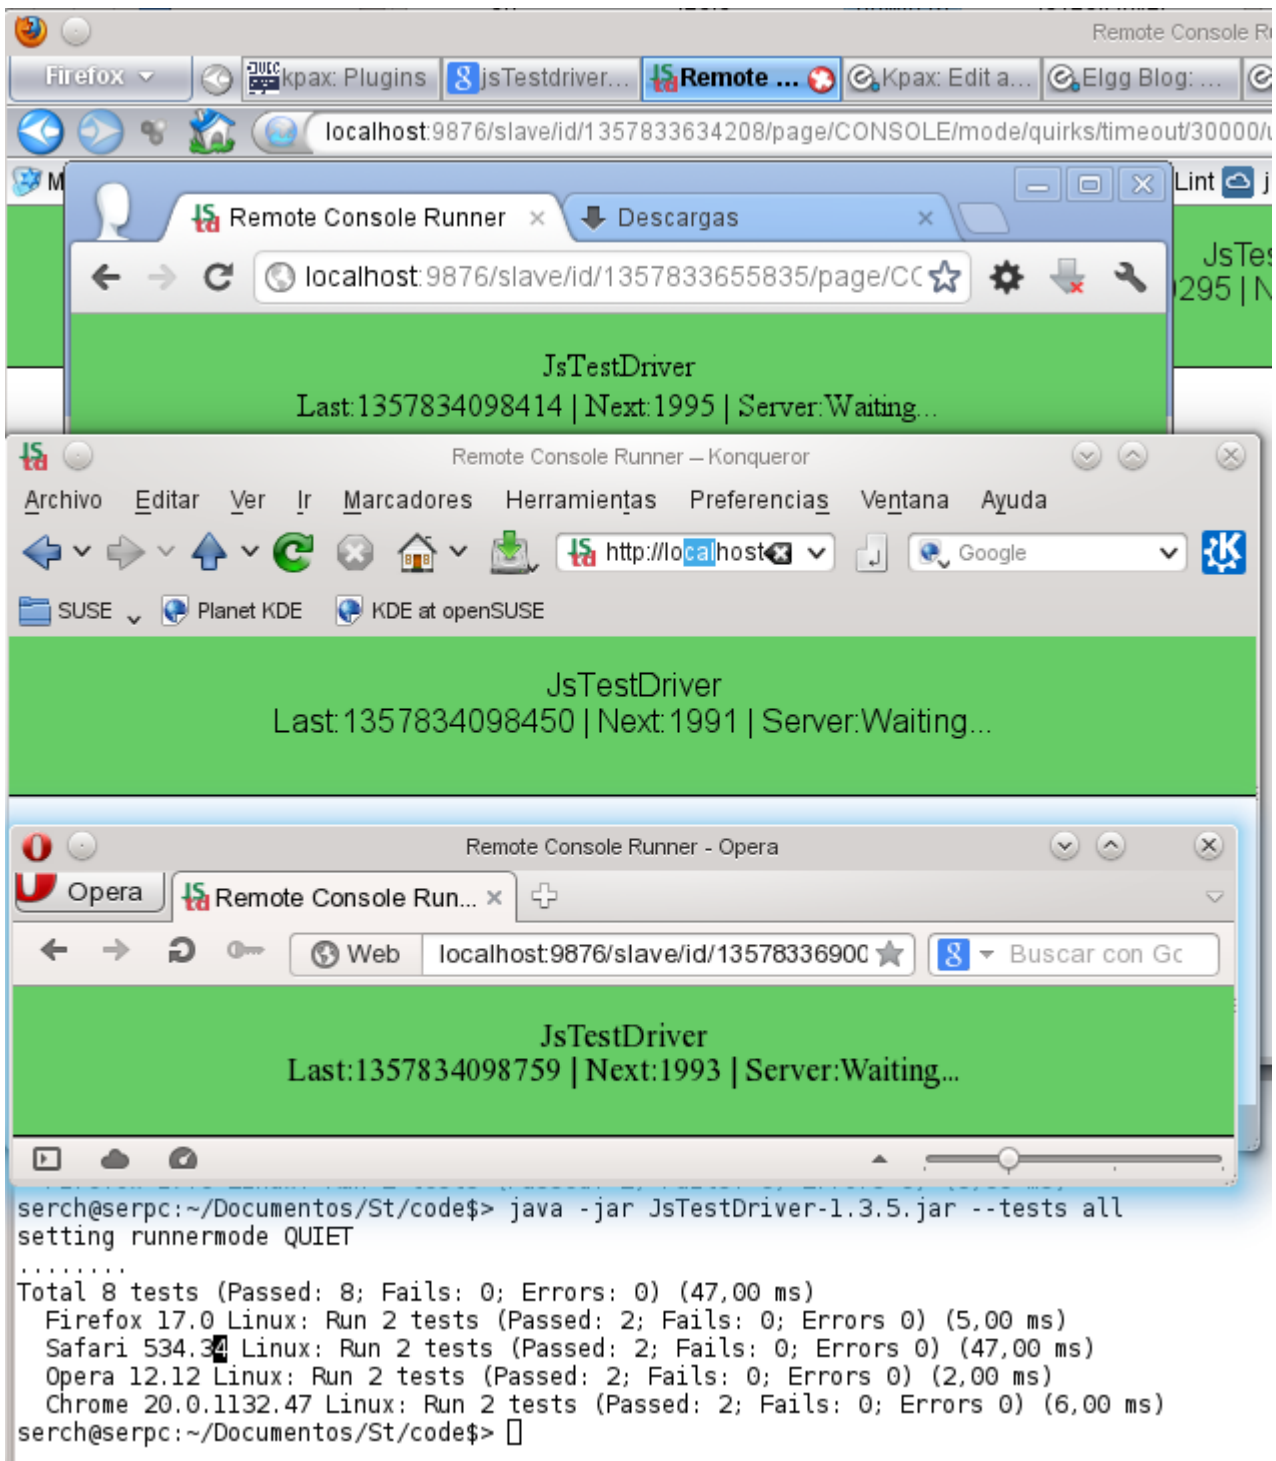 Remote Console R
Firefox
kpax: Plugins
jsTestdriver...
Remote ...
Kpax: Edit a...
Elgg Blog: ...
localhost:9876/slave/id/1357833634208/page/CONSOLE/mode/quirks/timeout/30000/
M
Lint
j
Remote Console Runner
Descargas
localhost:9876/slave/id/1357833655835/page/CC
JsTes
295 | N
JsTestDriver
Last:1357834098414 | Next:1995 | Server:Waiting...
Remote Console Runner – Konqueror
Archivo Editar Ver Ir Marcadores Herramientas Preferencias Ventana Ayuda
http://localhost
Google
SUSE
Planet KDE
KDE at openSUSE
JsTestDriver
Last:1357834098450 | Next:1991 | Server:Waiting...
Remote Console Runner - Opera
Opera
Remote Console Run...
Web
localhost:9876/slave/id/13578336900
Buscar con Go
JsTestDriver
Last:1357834098759 | Next:1993 | Server:Waiting...
serch@serpc:~/Documentos/St/code$> java -jar JsTestDriver-1.3.5.jar --tests all
setting runnermode QUIET
........
Total 8 tests (Passed: 8; Fails: 0; Errors: 0) (47,00 ms)
Firefox 17.0 Linux: Run 2 tests (Passed: 2; Fails: 0; Errors 0) (5,00 ms)
Safari 534.34 Linux: Run 2 tests (Passed: 2; Fails: 0; Errors 0) (47,00 ms)
Opera 12.12 Linux: Run 2 tests (Passed: 2; Fails: 0; Errors 0) (2,00 ms)
Chrome 20.0.1132.47 Linux: Run 2 tests (Passed: 2; Fails: 0; Errors 0) (6,00 ms)
serch@serpc:~/Documentos/St/code$>